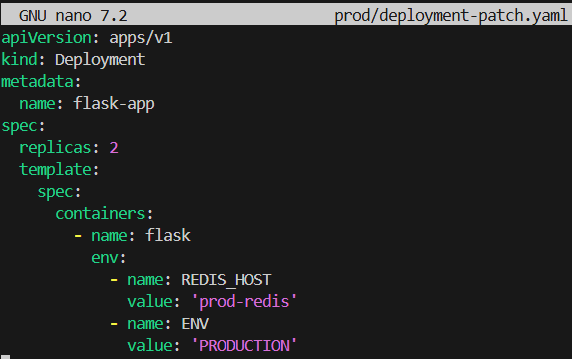 GNU nano 7.2 prod/deployment-patch.yaml
apiVersion: apps/v1
kind: Deployment
metadata:
  name: flask-app
spec:
  replicas: 2
  template:
    spec:
      containers:
        - name: flask
          env:
            - name: REDIS_HOST
              value: 'prod-redis'
            - name: ENV
              value: 'PRODUCTION'